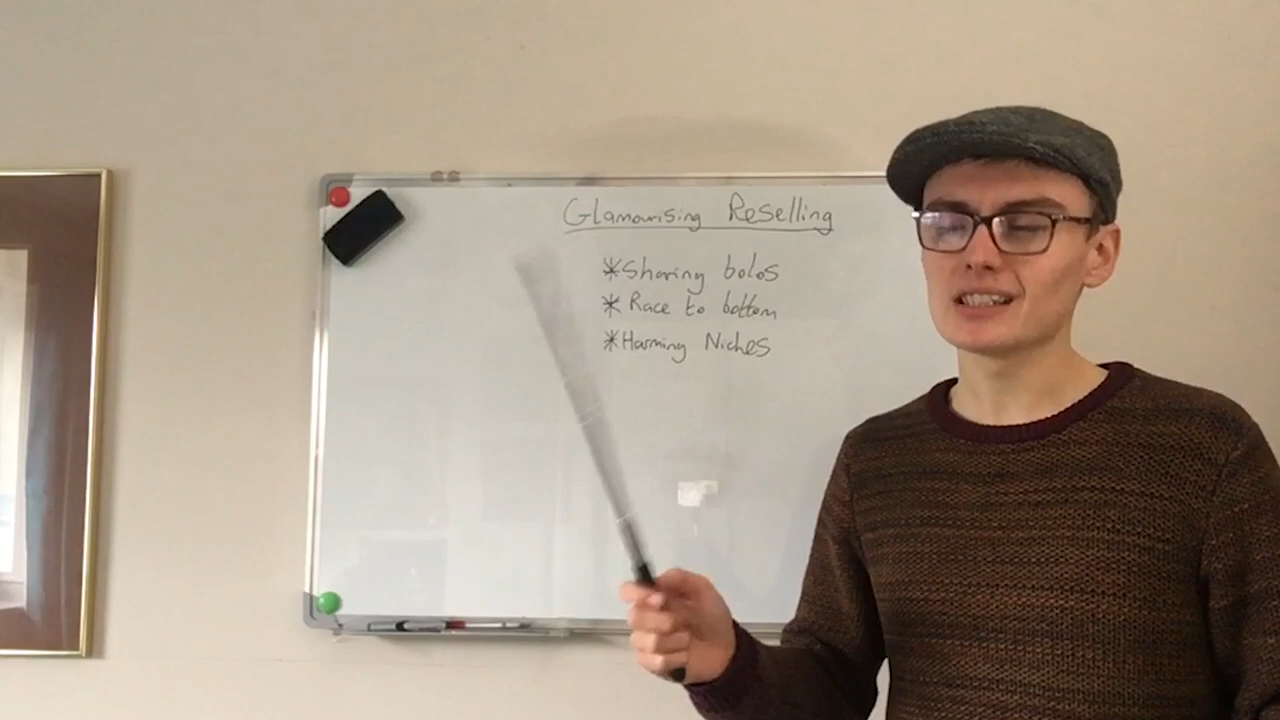 Glamourising Reselling
*Sharing bolos
* Race to bottom
*Harming Niches